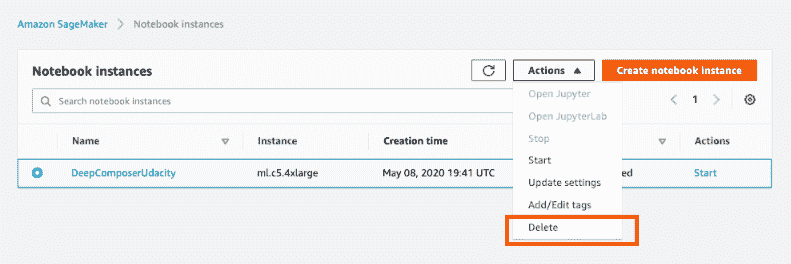 Amazon SageMaker > Notebook instances
Notebook instances
Actions
Create notebook instance
Search notebook instances
1
Open Jupyter
Open JupyterLab
Stop
Start
Update settings
Add/Edit tags
Delete
Name Instance Creation time Actions
DeepComposerUdacity ml.c5.4xlarge May 08, 2020 19:41 UTC ed Start